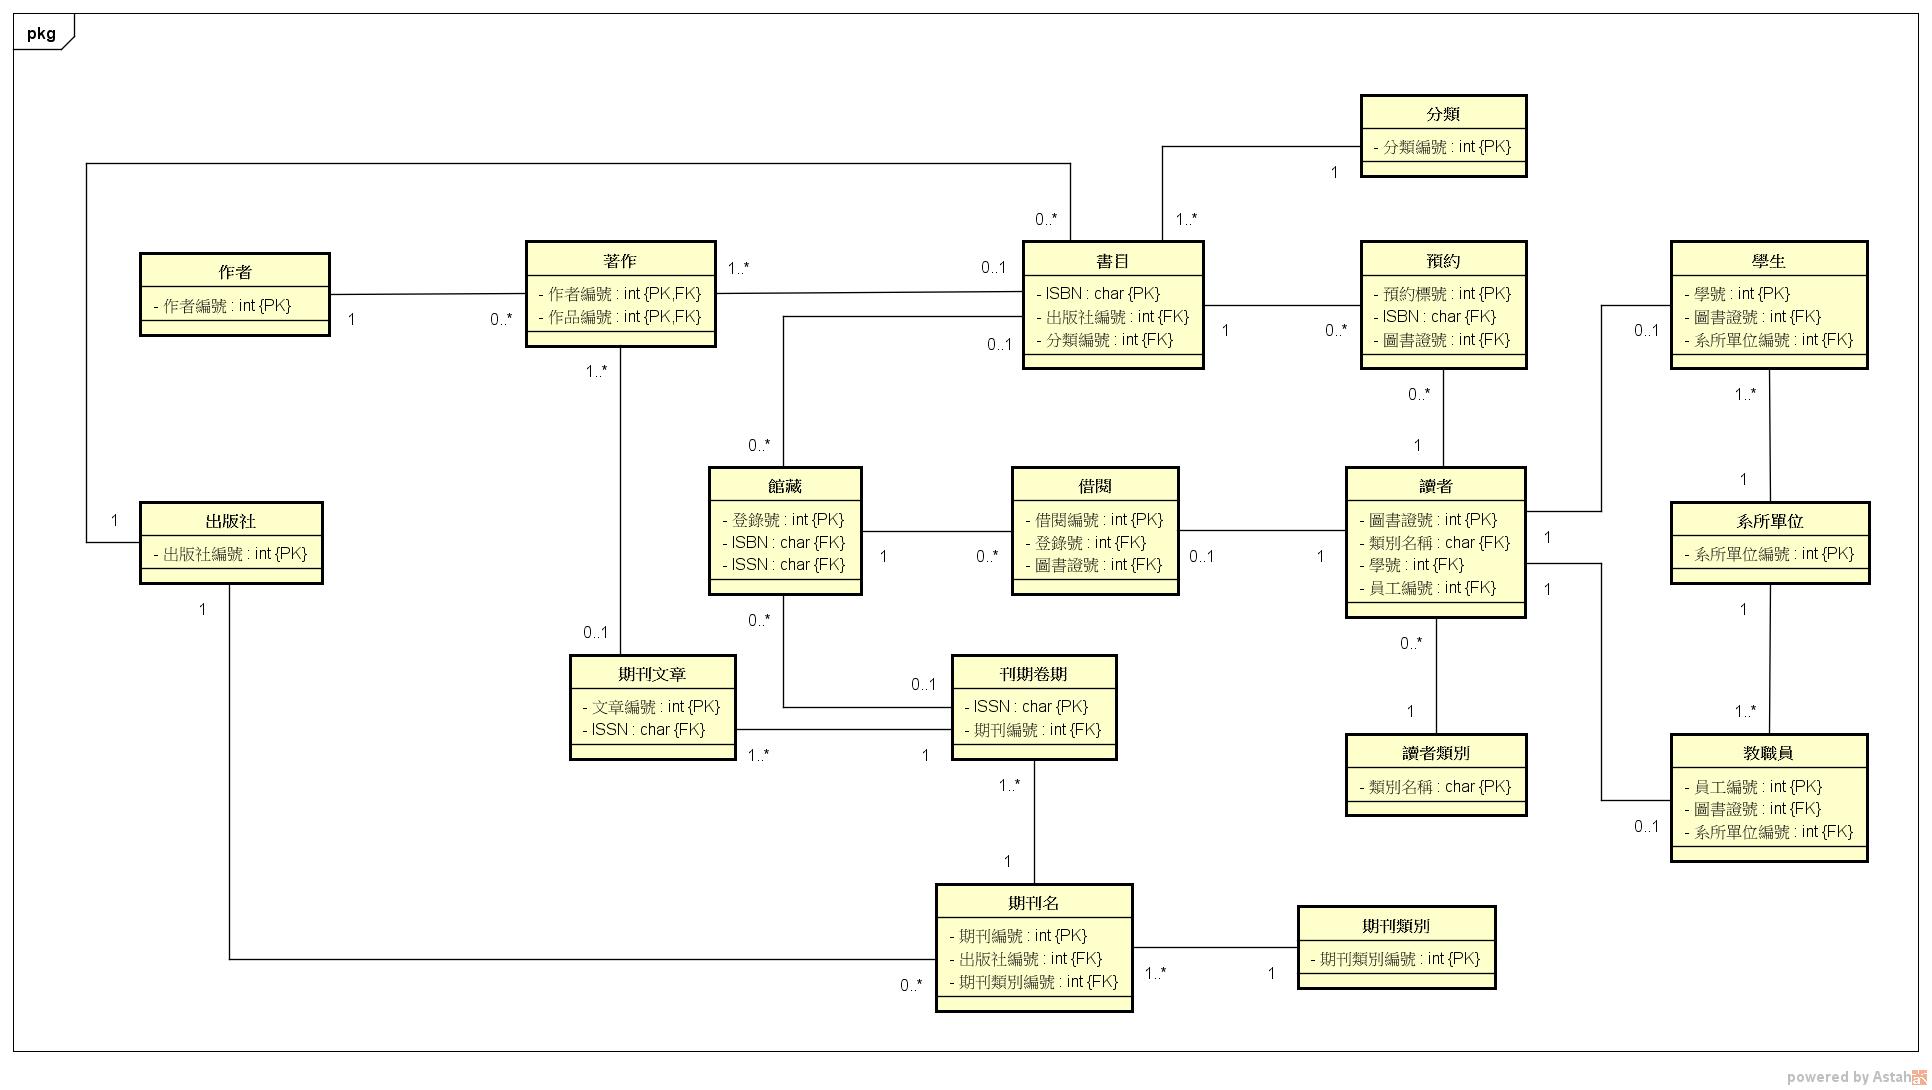 pkg
分類
- 分類編號 : int {PK}
1
0..*
1..*
作者
- 作者編號 : int {PK}
1
0..*
著作
- 作者編號 : int {PK,FK}
- 作品編號 : int {PK,FK}
1..*
0..1
1..*
書目
- ISBN : char {PK}
- 出版社編號 : int {FK}
- 分類編號 : int {FK}
0..1
1
0..*
預約
- 預約標號 : int {PK}
- ISBN : char {FK}
- 圖書證號 : int {FK}
0..*
1
學生
- 學號 : int {PK}
- 圖書證號 : int {FK}
- 系所單位編號 : int {FK}
0..1
1..*
1
0..*
館藏
- 登錄號 : int {PK}
- ISBN : char {FK}
- ISSN : char {FK}
1
0..*
0..*
借閱
- 借閱編號 : int {PK}
- 登錄號 : int {FK}
- 圖書證號 : int {FK}
0..1
1
讀者
- 圖書證號 : int {PK}
- 類別名稱 : char {FK}
- 學號 : int {FK}
- 員工編號 : int {FK}
1
1
0..*
1
系所單位
- 系所單位編號 : int {PK}
1
1..*
1
出版社
- 出版社編號 : int {PK}
1
0..1
期刊文章
- 文章編號 : int {PK}
- ISSN : char {FK}
1..*
1
0..1
刊期卷期
- ISSN : char {PK}
- 期刊編號 : int {FK}
1..*
1
讀者類別
- 類別名稱 : char {PK}
教職員
- 員工編號 : int {PK}
- 圖書證號 : int {FK}
- 系所單位編號 : int {FK}
0..1
期刊名
- 期刊編號 : int {PK}
- 出版社編號 : int {FK}
- 期刊類別編號 : int {FK}
0..*
1..*
1
期刊類別
- 期刊類別編號 : int {PK}
powered by Astah